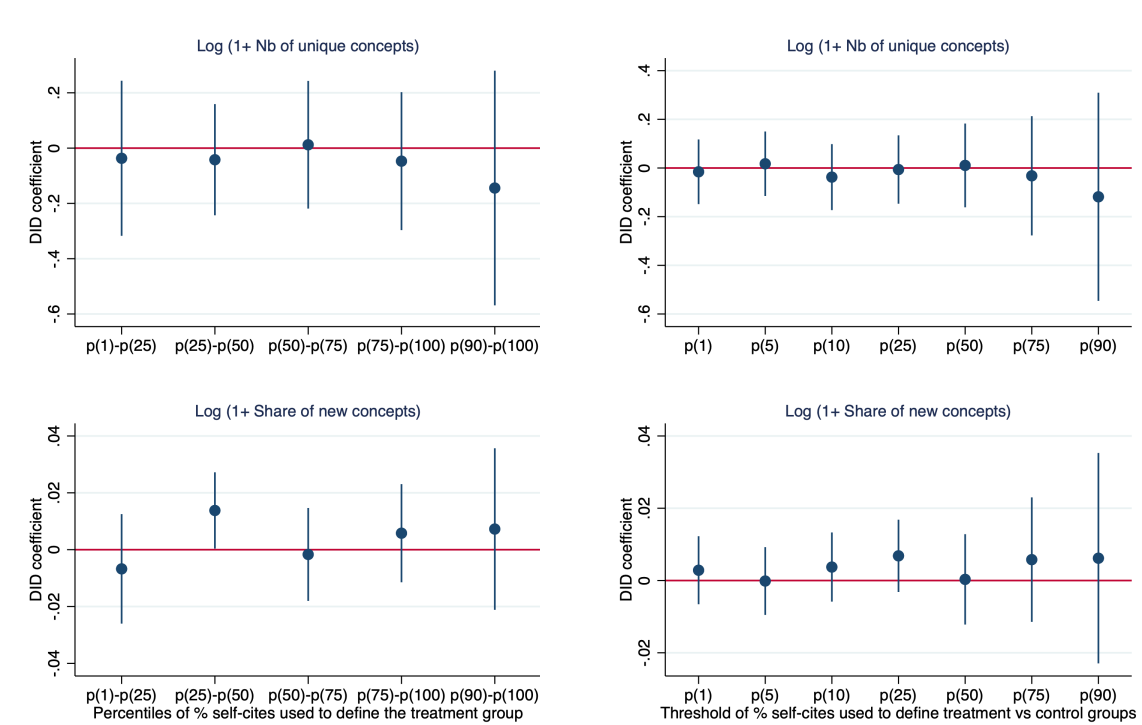 Log (1+ Nb of unique concepts)
DID coefficient
.2
0
-.2
-.4
-.6
p(1)-p(25) p(25)-p(50) p(50)-p(75) p(75)-p(100) p(90)-p(100)
Log (1+ Nb of unique concepts)
DID coefficient
.4
.2
0
-.2
-.4
-.6
p(1) p(5) p(10) p(25) p(50) p(75) p(90)
Log (1+ Share of new concepts)
DID coefficient
.04
.02
0
-.02
-.04
p(1)-p(25) p(25)-p(50) p(50)-p(75) p(75)-p(100) p(90)-p(100)
Percentiles of % self-cites used to define the treatment group
Log (1+ Share of new concepts)
DID coefficient
.04
.02
0
-.02
p(1) p(5) p(10) p(25) p(50) p(75) p(90)
Threshold of % self-cites used to define treatment vs control groups